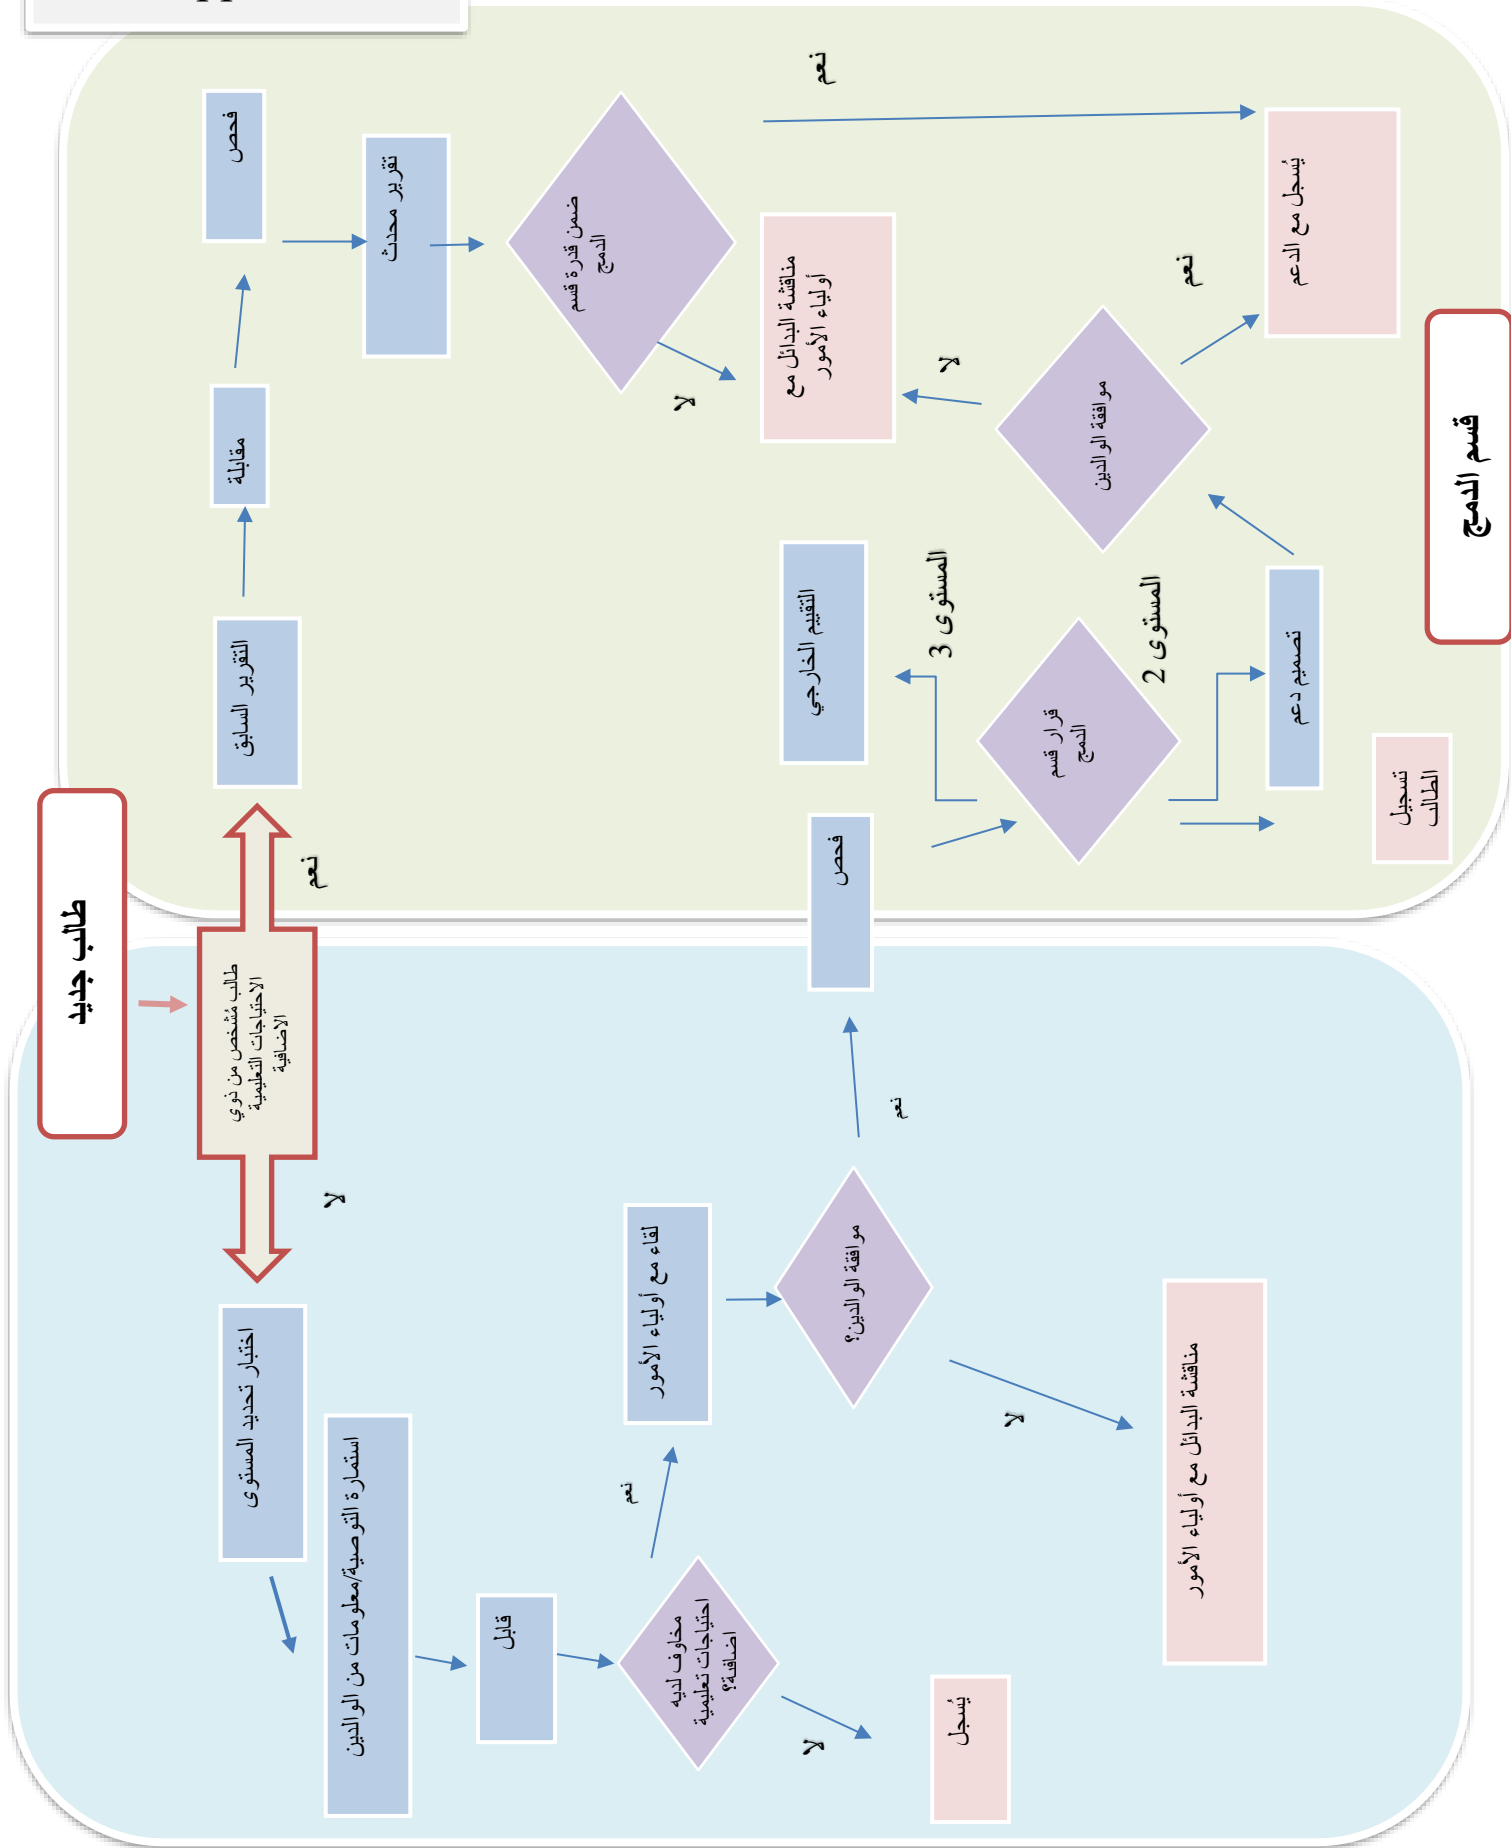 طالب جديد
طالب مُشخص من ذوي
الاحتياجات التعليمية
الاضافية
نعم
لا
التقرير السابق
مقابلة
فحص
تقرير محدث
ضمن قدرة قسم
الدمج
نعم
لا
مناقشة البدائل مع
أولياء الأمور
يُسجل مع الدعم
نعم
لا
موافقة الوالدين
التقييم الخارجي
المستوى 3
المستوى 2
قرار قسم
الدمج
تصميم دعم
تسجيل
الطالب
قسم الدمج
فحص
اختبار تحديد المستوى
استمارة التوصية/معلومات من الوالدين
قابل
مخاوف لديه
احتياجات تعليمية
اضافية؟
نعم
لا
يُسجل
لقاء مع أولياء الأمور
موافقة الوالدين؟
نعم
لا
مناقشة البدائل مع أولياء الأمور